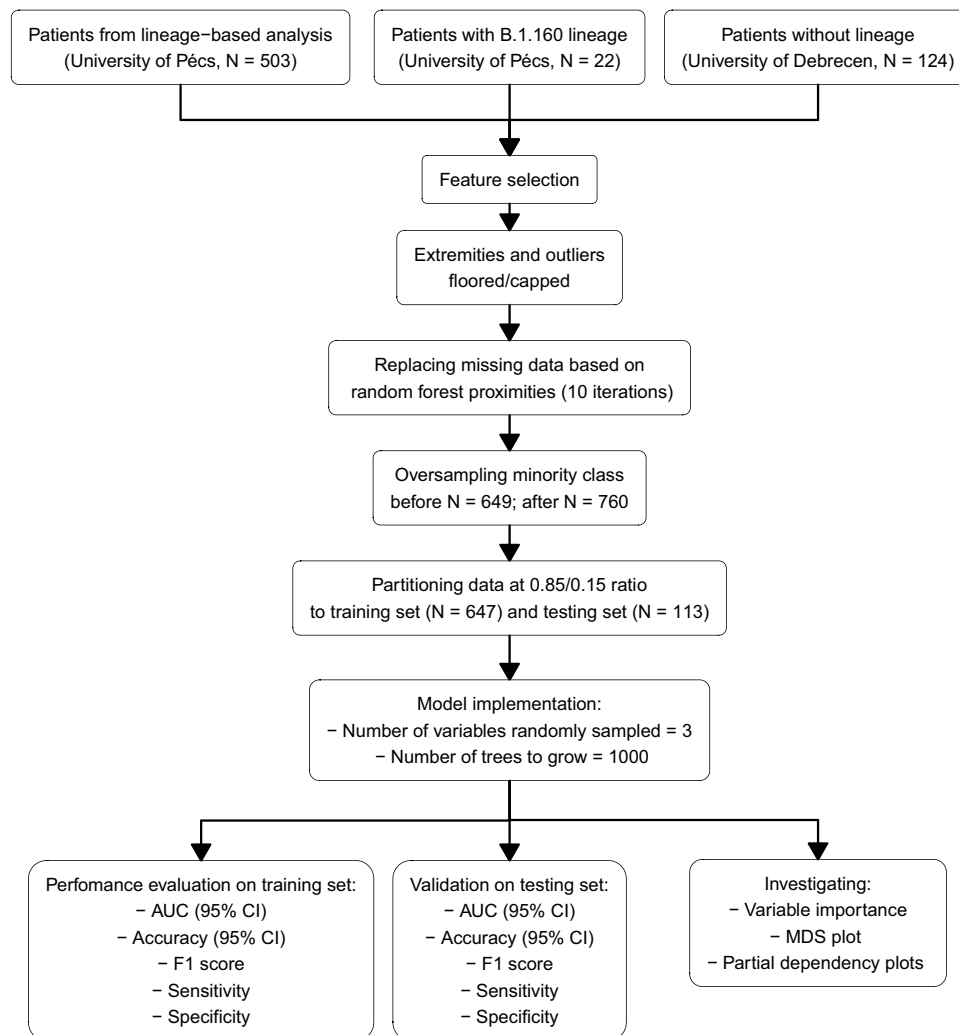 Patients from lineage−based analysis
(University of Pécs, N = 503)
Patients with B.1.160 lineage
(University of Pécs, N = 22)
Patients without lineage
(University of Debrecen, N = 124)
Feature selection
Extremities and outliers
floored/capped
Replacing missing data based on
random forest proximities (10 iterations)
Oversampling minority class
before N = 649; after N = 760
Partitioning data at 0.85/0.15 ratio
to training set (N = 647) and testing set (N = 113)
Model implementation:
− Number of variables randomly sampled = 3
− Number of trees to grow = 1000
Perfomance evaluation on training set:
− AUC (95% CI)
− Accuracy (95% CI)
− F1 score
− Sensitivity
− Specificity
Validation on testing set:
− AUC (95% CI)
− Accuracy (95% CI)
− F1 score
− Sensitivity
− Specificity
Investigating:
− Variable importance
− MDS plot
− Partial dependency plots